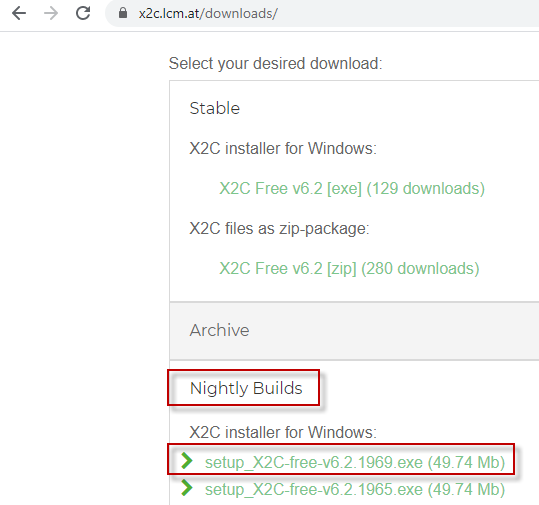 x2c.lcm.at/downloads/
Select your desired download:
Stable
X2C installer for Windows:
X2C Free v6.2 [exe] (129 downloads)
X2C files as zip-package:
X2C Free v6.2 [zip] (280 downloads)
Archive
Nightly Builds
X2C installer for Windows:
setup_X2C-free-v6.2.1969.exe (49.74 Mb)
setup_X2C-free-v6.2.1965.exe (49.74 Mb)